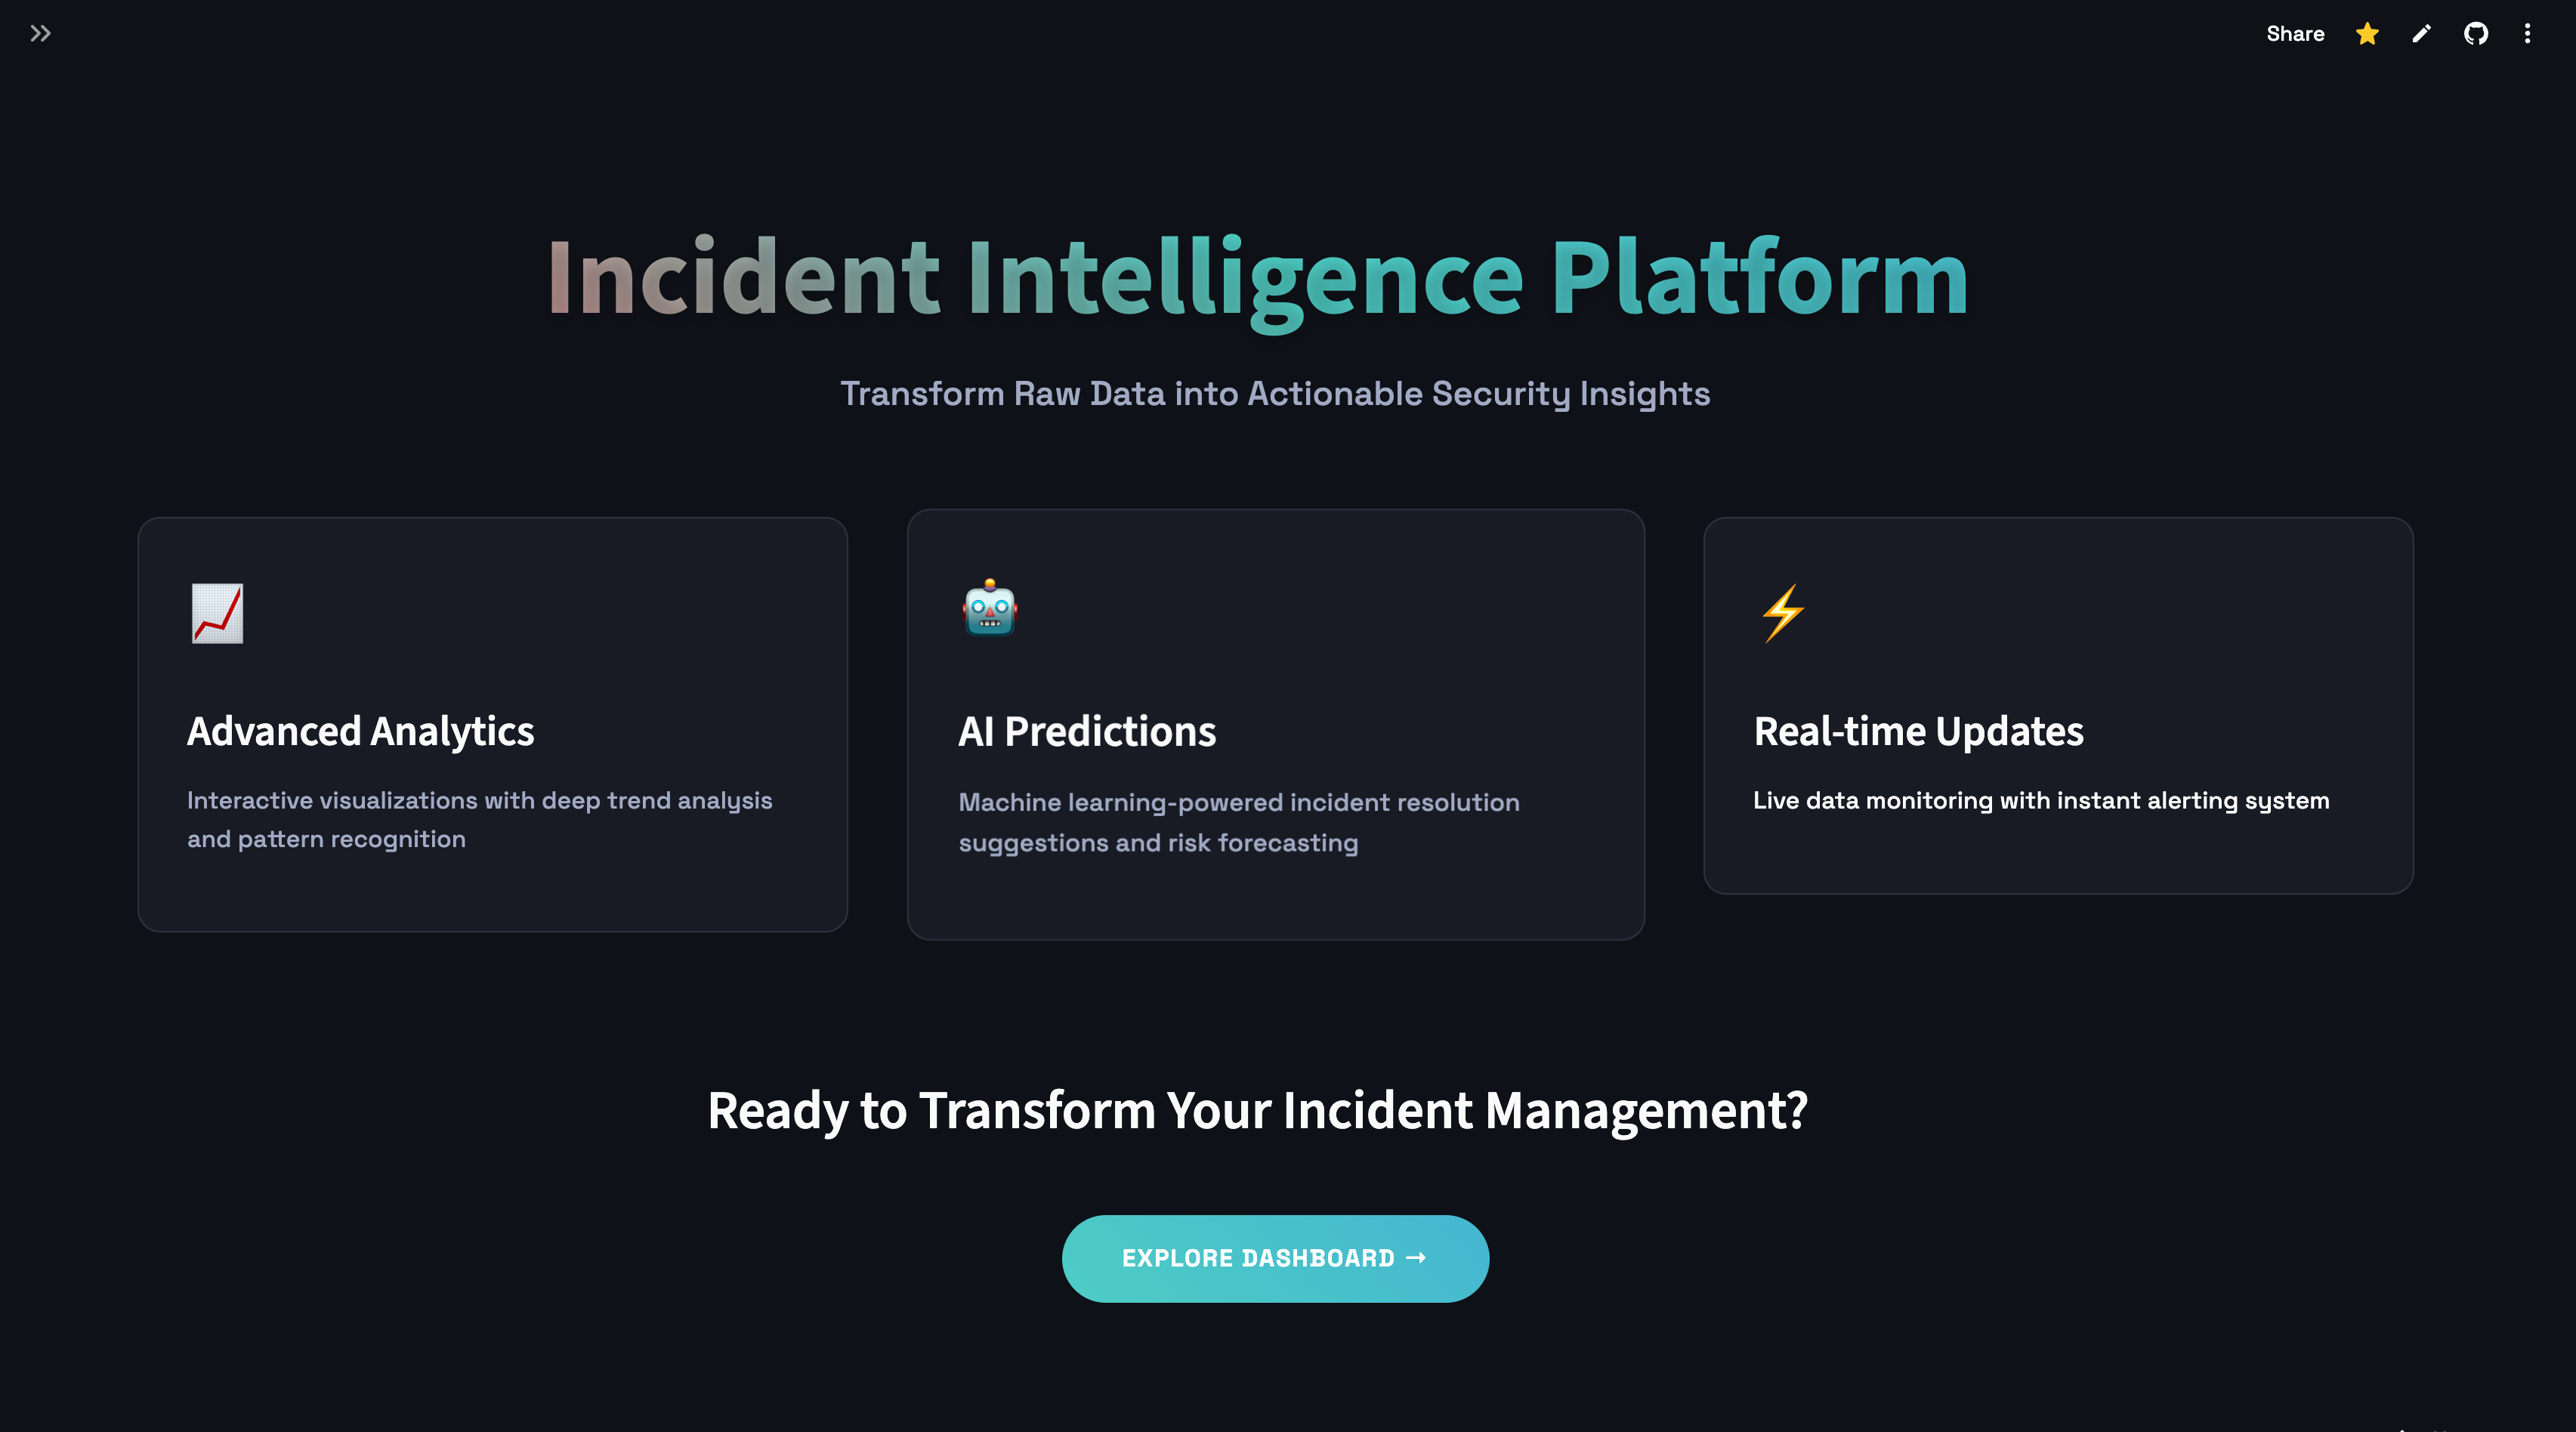 Share
Incident Intelligence Platform
Transform Raw Data into Actionable Security Insights
Advanced Analytics
Interactive visualizations with deep trend analysis
and pattern recognition
AI Predictions
Machine learning-powered incident resolution
suggestions and risk forecasting
Real-time Updates
Live data monitoring with instant alerting system
Ready to Transform Your Incident Management?
EXPLORE DASHBOARD →